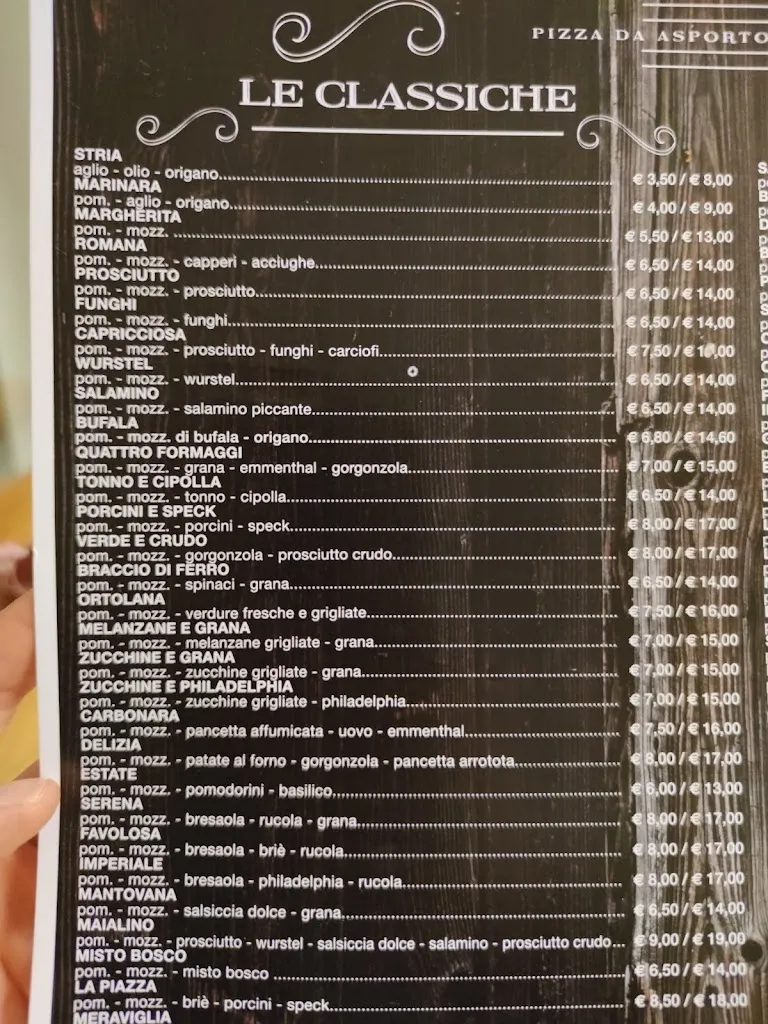 PIZZA DA ASPORTO
LE CLASSICHE
STRIA
aglio - olio - origano € 3,50 / € 8,00
MARINARA
pom. - aglio - origano € 4,00 / € 9,00
MARGHERITA
pom. - mozz. € 5,50 / € 13,00
ROMANA
pom. - mozz. - capperi - acciughe € 6,50 / € 14,00
PROSCIUTTO
pom. - mozz. - prosciutto € 6,50 / € 14,00
FUNGHI
pom. - mozz. - funghi € 6,50 / € 14,00
CAPRICCIOSA
pom. - mozz. - prosciutto - funghi - carciofi € 7,50 /
WURSTEL
pom. - mozz. - wurstel € 6,50 / € 14,00
SALAMINO
pom. - mozz. - salamino piccante € 6,50 / € 14,00
BUFALA
pom. - mozz. di bufala - origano € 6,80 / € 14,60
QUATTRO FORMAGGI
pom. - mozz. - grana - emmenthal - gorgonzola € 7,00 / € 15,00
TONNO E CIPOLLA
pom. - mozz. - tonno - cipolla € 6,50 / € 14,00
PORCINI E SPECK
pom. - mozz. - porcini - speck € 8,00 / € 17,00
VERDE E CRUDO
pom. - mozz. - gorgonzola - prosciutto crudo € 8,00 / € 17,00
BRACCIO DI FERRO
pom. - mozz. - spinaci - grana € 6,50 / € 14,00
ORTOLANA
pom. - mozz. - verdure fresche e grigliate € 7,50 / € 16,00
MELANZANE E GRANA
pom. - mozz. - melanzane grigliate - grana € 7,00 / € 15,00
ZUCCHINE E GRANA
pom. - mozz. - zucchine grigliate - grana € 7,00 / € 15,00
ZUCCHINE E PHILADELPHIA
pom. - mozz. - zucchine grigliate - philadelphia € 7,00 / € 15,00
CARBONARA
pom. - mozz. - pancetta affumicata - uovo - emmenthal € 7,50 / € 16,00
DELIZIA
pom. - mozz. - patate al forno - gorgonzola - pancetta arrotota € 8,00 / € 17,00
ESTATE
pom. - mozz. - pomodorini - basilico € 6,00 / € 13,00
SERENA
pom. - mozz. - bresaola - rucola - grana € 8,00 / € 17,00
FAVOLOSA
pom. - mozz. - bresaola - briè - rucola € 8,00 / € 17,00
IMPERIALE
pom. - mozz. - bresaola - philadelphia - rucola € 8,00 / € 17,00
MANTOVANA
pom. - mozz. - salsiccia dolce - grana € 6,50 / € 14,00
MAIALINO
pom. - mozz. - prosciutto - wurstel - salsiccia dolce - salamino - prosciutto crudo € 9,00 / € 19,00
MISTO BOSCO
pom. - mozz. - misto bosco € 6,50 / € 14,00
LA PIAZZA
pom. - mozz. - briè - porcini - speck € 8,50 / € 18,00
MERAVIGLIA